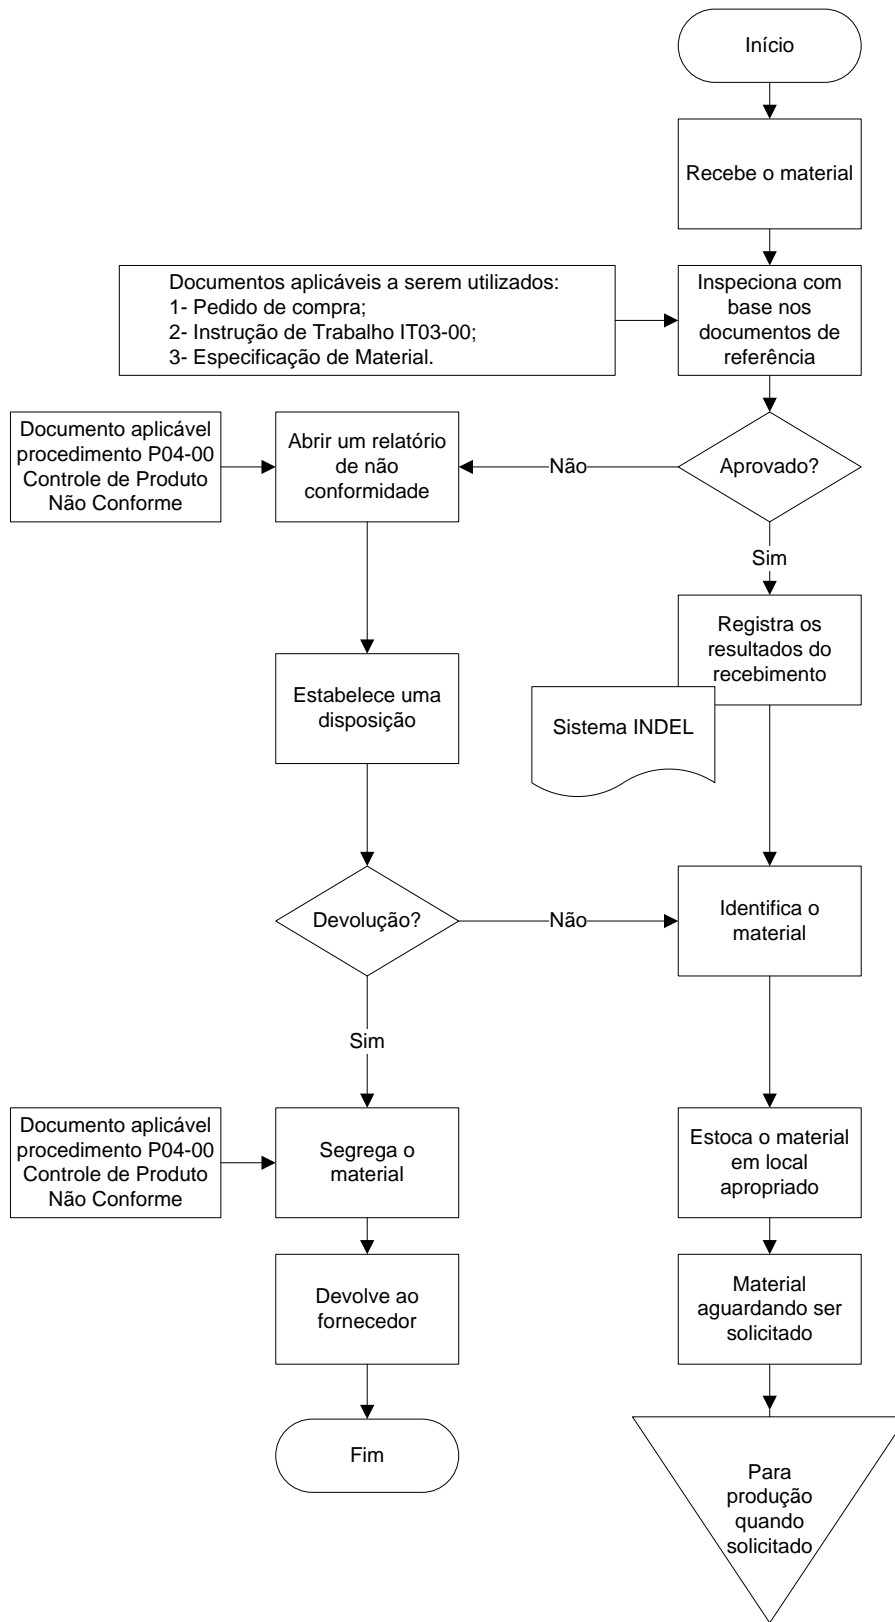 Início
Recebe o material
Documentos aplicáveis a serem utilizados:
1- Pedido de compra;
2- Instrução de Trabalho IT03-00;
3- Especificação de Material.
Inspeciona com
base nos
documentos de
referência
Documento aplicável
procedimento P04-00
Controle de Produto
Não Conforme
Abrir um relatório
de não
conformidade
Não
Aprovado?
Sim
Registra os
resultados do
recebimento
Estabelece uma
disposição
Sistema INDEL
Devolução?
Não
Identifica o
material
Sim
Documento aplicável
procedimento P04-00
Controle de Produto
Não Conforme
Segrega o
material
Estoca o material
em local
apropriado
Devolve ao
fornecedor
Material
aguardando ser
solicitado
Fim
Para
produção
quando
solicitado